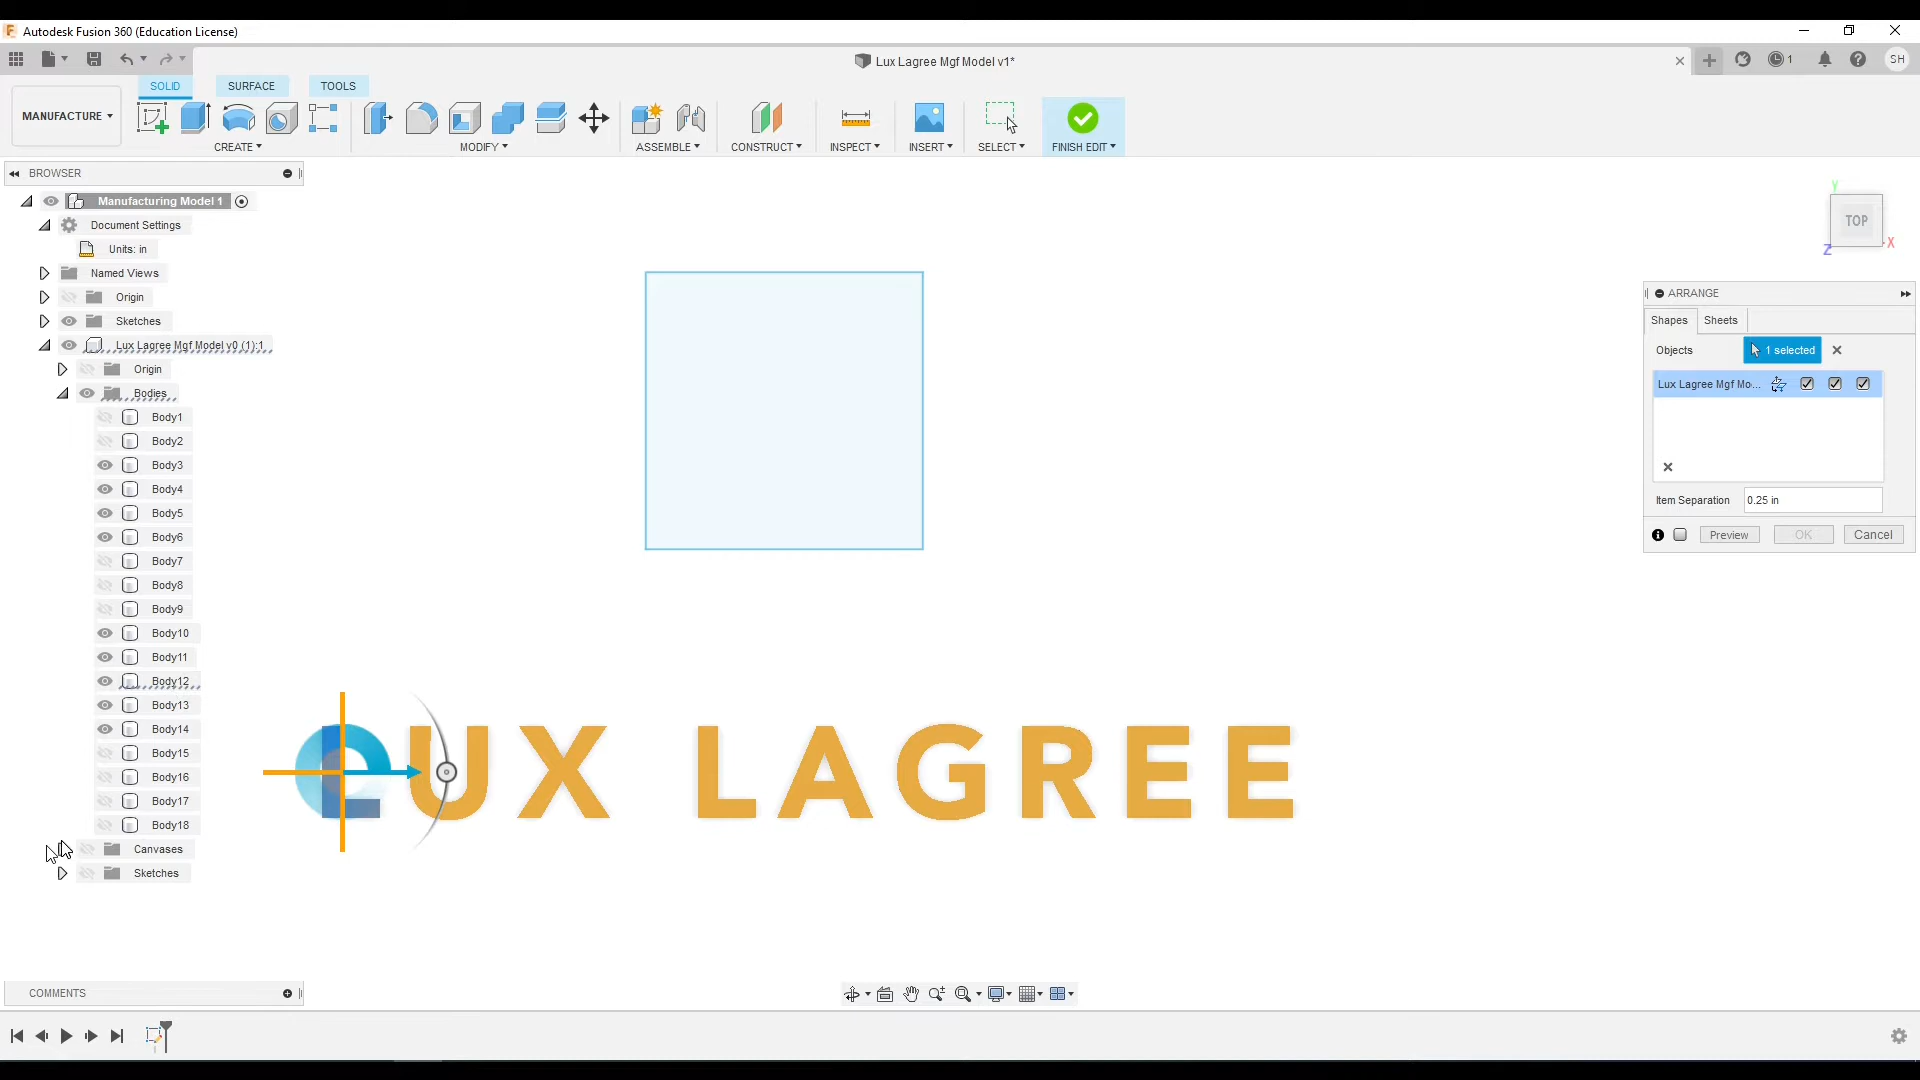 Autodesk Fusion 360 (Education License)
Lux Lagree Mgf Model v1*
1
SH
SOLID
SURFACE
TOOLS
MANUFACTURE
CREATE
MODIFY
ASSEMBLE
CONSTRUCT
INSPECT
INSERT
SELECT
FINISH EDIT
BROWSER
Manufacturing Model 1
Document Settings
Units: in
Named Views
Origin
Sketches
Lux Lagree Mgf Model v0 (1):1
Origin
Bodies
Body1
Body2
Body3
Body4
Body5
Body6
Body7
Body8
Body9
Body10
Body11
Body12
Body13
Body14
Body15
Body16
Body17
Body18
Canvases
Sketches
Y
TOP
X
Z
ARRANGE
Shapes
Sheets
Objects
1 selected
Lux Lagree Mgf Mo...
Item Separation
0.25 in
Preview
OK
Cancel
LUX LAGREE
COMMENTS